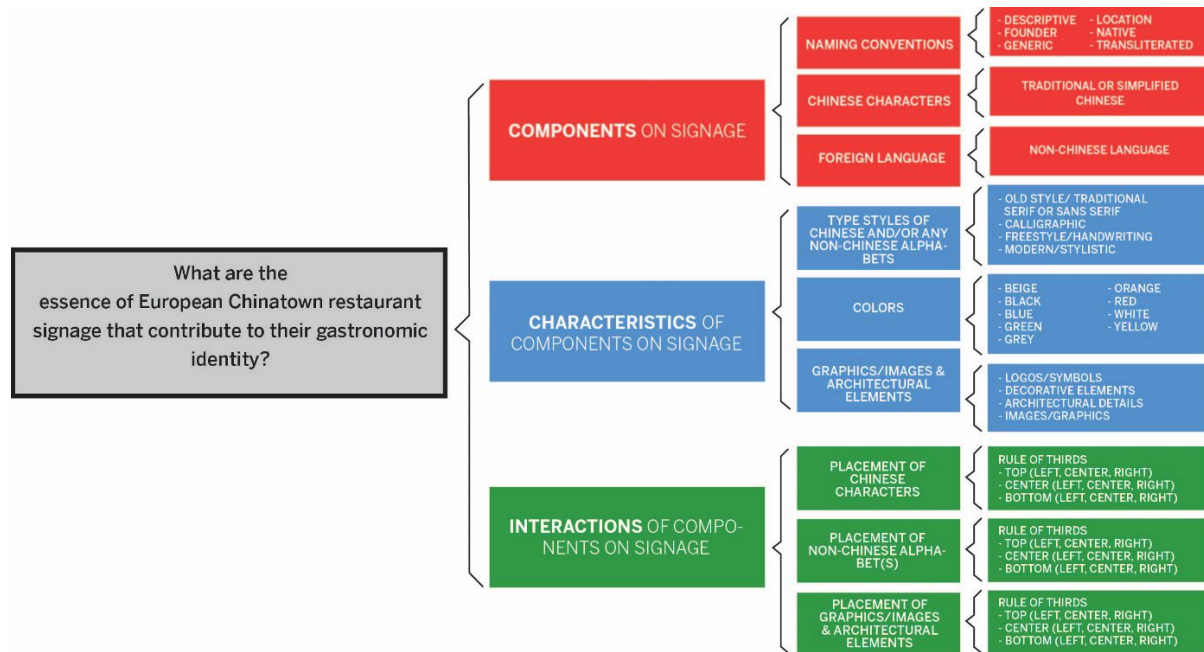 What are the
essence of European Chinatown restaurant
signage that contribute to their gastronomic
identity?
COMPONENTS ON SIGNAGE
NAMING CONVENTIONS
- DESCRIPTIVE - LOCATION
- FOUNDER - NATIVE
- GENERIC - TRANSLITERATED
CHINESE CHARACTERS
TRADITIONAL OR SIMPLIFIED
CHINESE
FOREIGN LANGUAGE
NON-CHINESE LANGUAGE
CHARACTERISTICS OF
COMPONENTS ON SIGNAGE
TYPE STYLES OF
CHINESE AND/OR ANY
NON-CHINESE ALPHA-
BETS
- OLD STYLE/ TRADITIONAL
SERIF OR SANS SERIF
- CALLIGRAPHIC
- FREESTYLE/HANDWRITING
- MODERN/STYLISTIC
COLORS
- BEIGE - ORANGE
- BLACK - RED
- BLUE - WHITE
- GREEN - YELLOW
- GREY
GRAPHICS/IMAGES &
ARCHITECTURAL
ELEMENTS
- LOGOS/SYMBOLS
- DECORATIVE ELEMENTS
- ARCHITECTURAL DETAILS
- IMAGES/GRAPHICS
INTERACTIONS OF COMPO-
NENTS ON SIGNAGE
PLACEMENT OF
CHINESE
CHARACTERS
RULE OF THIRDS
- TOP (LEFT, CENTER, RIGHT)
- CENTER (LEFT, CENTER, RIGHT)
- BOTTOM (LEFT, CENTER, RIGHT)
PLACEMENT OF
NON-CHINESE ALPHA-
BET(S)
RULE OF THIRDS
- TOP (LEFT, CENTER, RIGHT)
- CENTER (LEFT, CENTER, RIGHT)
- BOTTOM (LEFT, CENTER, RIGHT)
PLACEMENT OF
GRAPHICS/IMAGES
& ARCHITECTURAL
ELEMENTS
RULE OF THIRDS
- TOP (LEFT, CENTER, RIGHT)
- CENTER (LEFT, CENTER, RIGHT)
- BOTTOM (LEFT, CENTER, RIGHT)